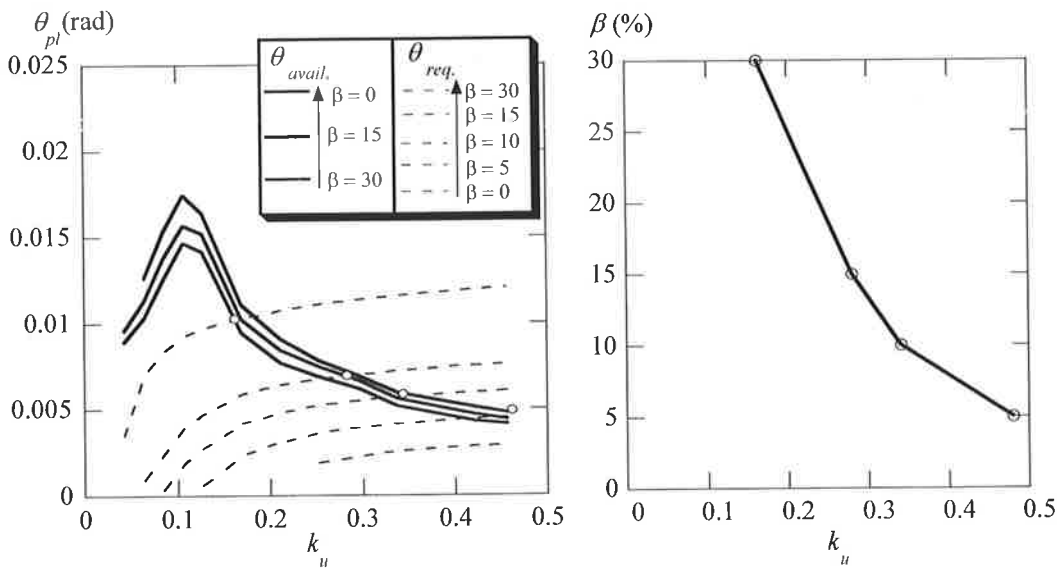 θpl (rad)
0.025
0.02
0.015
0.01
0.005
0
0
0.1
0.2
0.3
0.4
0.5
ku
θavail.
β = 0
β = 15
β = 30
θreq.
β = 30
β = 15
β = 10
β = 5
β = 0
β (%)
30
25
20
15
10
5
0
0
0.1
0.2
0.3
0.4
0.5
ku